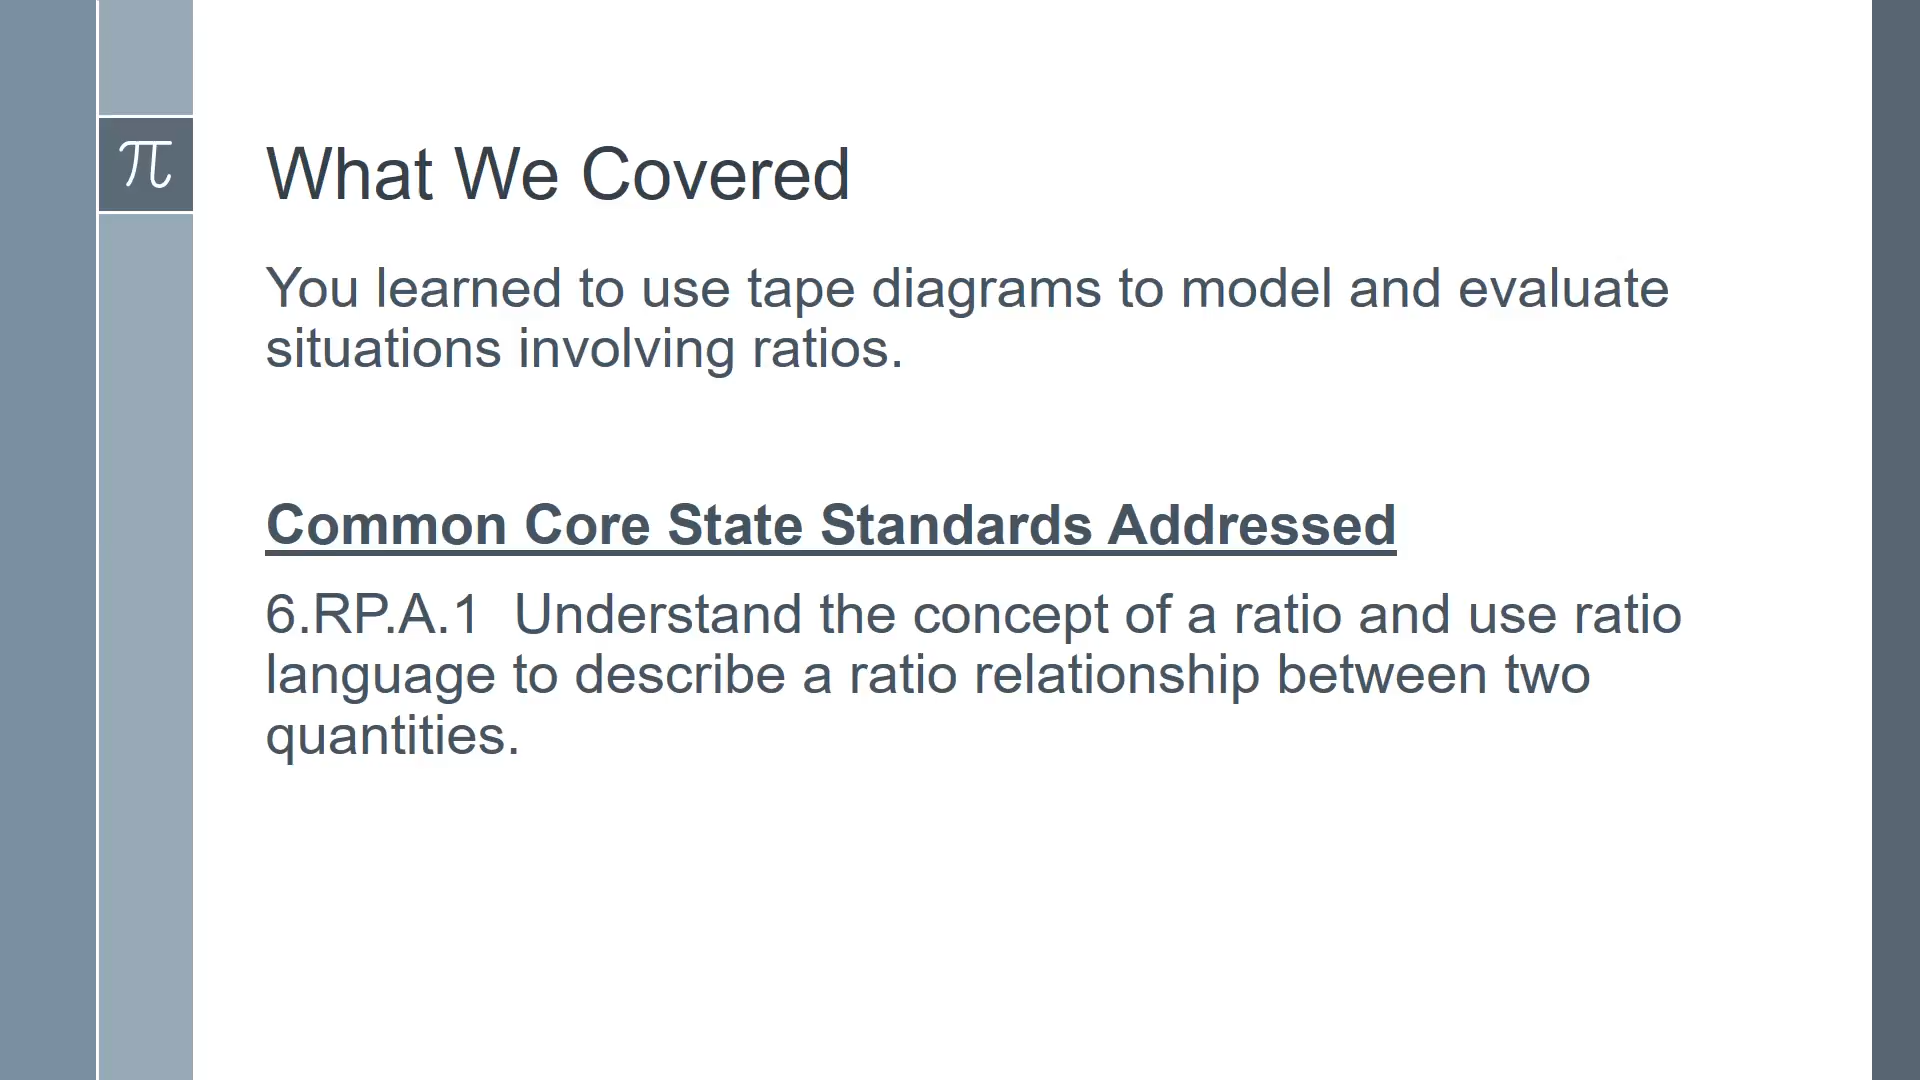 π
What We Covered
You learned to use tape diagrams to model and evaluate
situations involving ratios.
Common Core State Standards Addressed
6.RP.A.1  Understand the concept of a ratio and use ratio
language to describe a ratio relationship between two
quantities.